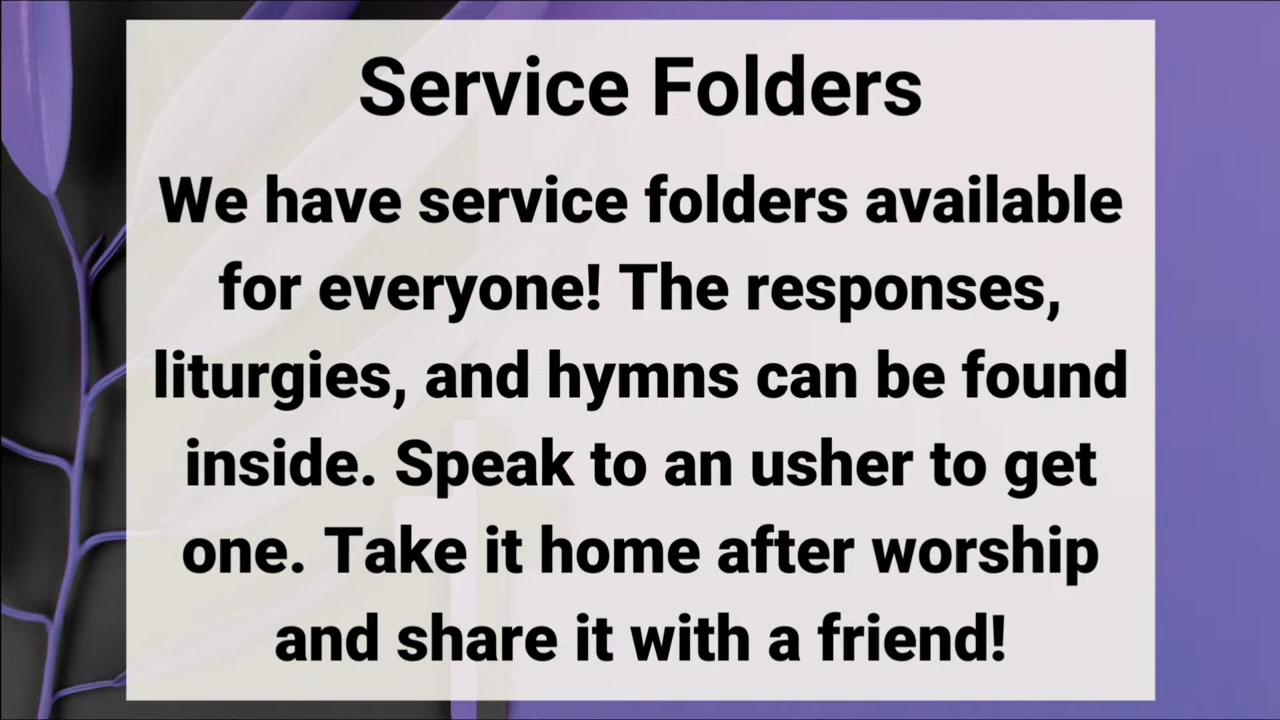 Service Folders
We have service folders available
for everyone! The responses,
liturgies, and hymns can be found
inside. Speak to an usher to get
one. Take it home after worship
and share it with a friend!